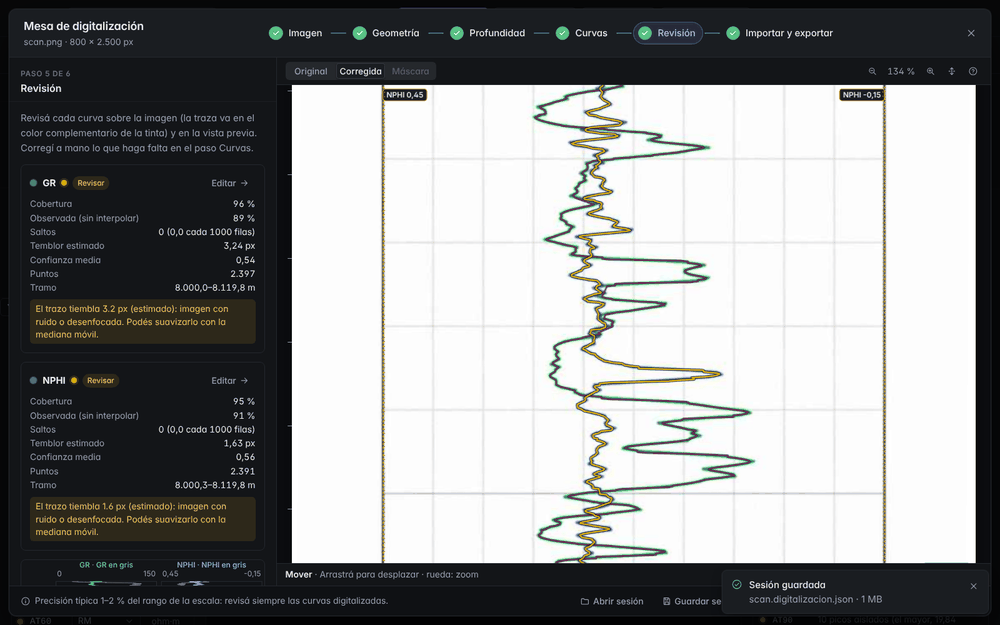 Mesa de digitalización
scan.png · 800 × 2.500 px
Imagen
Geometría
Profundidad
Curvas
Revisión
Importar y exportar
PASO 5 DE 6
Revisión
Revisá cada curva sobre la imagen (la traza va en el
color complementario de la tinta) y en la vista previa.
Corregí a mano lo que haga falta en el paso Curvas.
GR Revisar Editar →
Cobertura 96 %
Observada (sin interpolar) 89 %
Saltos 0 (0,0 cada 1000 filas)
Temblor estimado 3,24 px
Confianza media 0,54
Puntos 2.397
Tramo 8.000,0–8.119,8 m
El trazo tiembla 3.2 px (estimado): imagen con
ruido o desenfocada. Podés suavizarlo con la
mediana móvil.
NPHI Revisar Editar →
Cobertura 95 %
Observada (sin interpolar) 91 %
Saltos 0 (0,0 cada 1000 filas)
Temblor estimado 1,63 px
Confianza media 0,56
Puntos 2.391
Tramo 8.000,3–8.119,8 m
El trazo tiembla 1.6 px (estimado): imagen con
ruido o desenfocada. Podés suavizarlo con la
mediana móvil.
GR · GR en gris NPHI · NPHI en gris
0 150 0,45 -0,15
Original Corregida Máscara
134 %
NPHI 0,45
NPHI -0,15
Mover · Arrastrá para desplazar · rueda: zoom
Precisión típica 1–2 % del rango de la escala: revisá siempre las curvas digitalizadas.
Abrir sesión
Guardar se
Sesión guardada
scan.digitalizacion.json · 1 MB
AT60 RM ohm·m
AT90